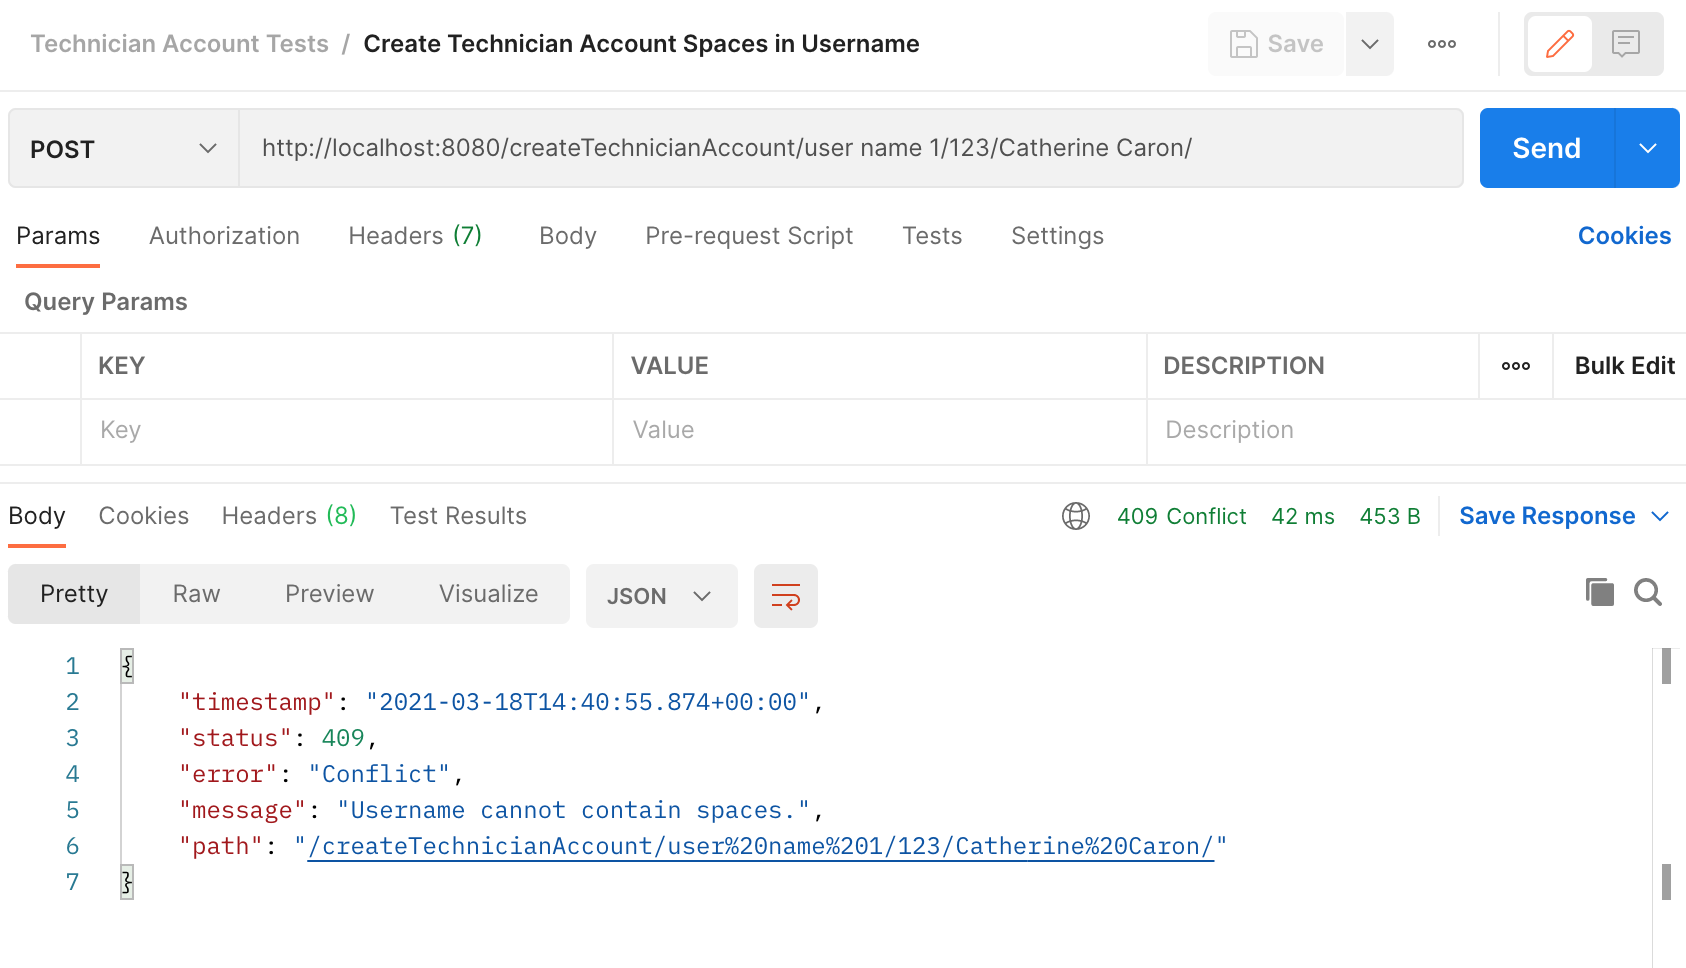 Technician Account Tests / Create Technician Account Spaces in Username
Save
POST
http://localhost:8080/createTechnicianAccount/user name 1/123/Catherine Caron/
Send
Params Authorization Headers (7) Body Pre-request Script Tests Settings Cookies
Query Params
KEY VALUE DESCRIPTION Bulk Edit
Key Value Description
Body Cookies Headers (8) Test Results 409 Conflict 42 ms 453 B Save Response
Pretty Raw Preview Visualize JSON
1 {
2 "timestamp": "2021-03-18T14:40:55.874+00:00",
3 "status": 409,
4 "error": "Conflict",
5 "message": "Username cannot contain spaces.",
6 "path": "/createTechnicianAccount/user%20name%201/123/Catherine%20Caron/"
7 }